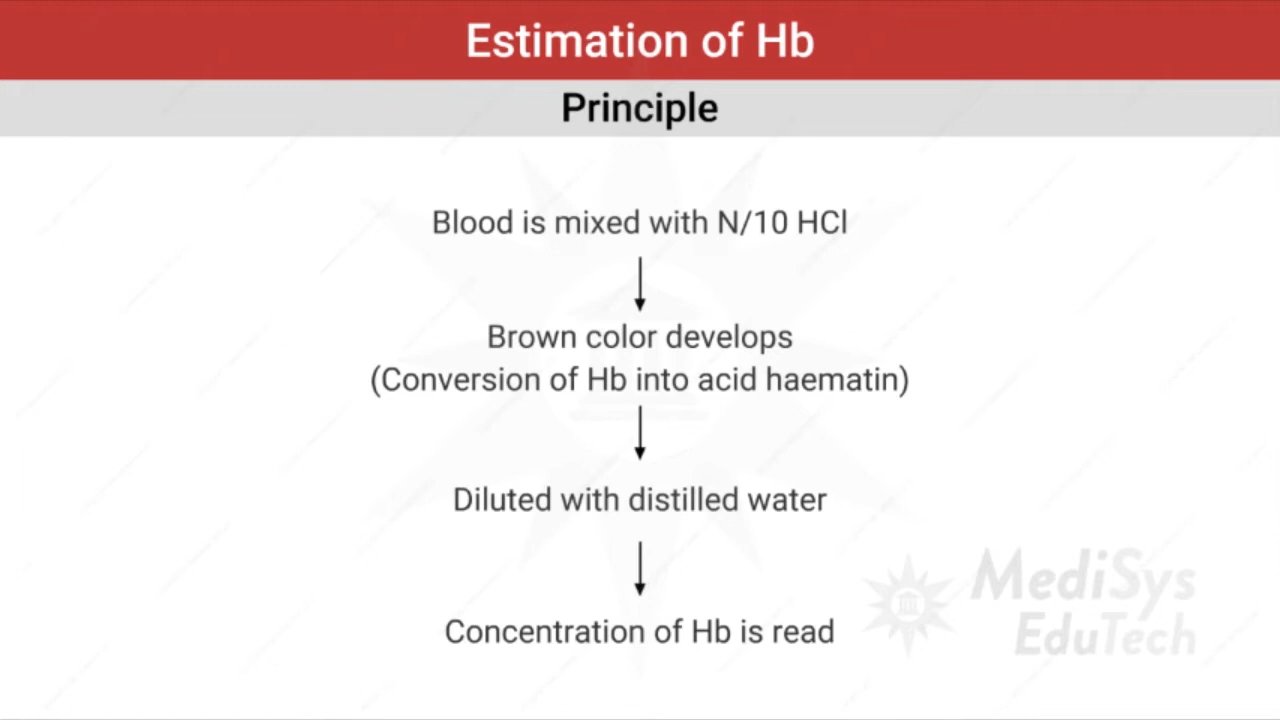 Estimation of Hb
Principle
Blood is mixed with N/10 HCl
Brown color develops
(Conversion of Hb into acid haematin)
Diluted with distilled water
Concentration of Hb is read
MediSys
EduTech